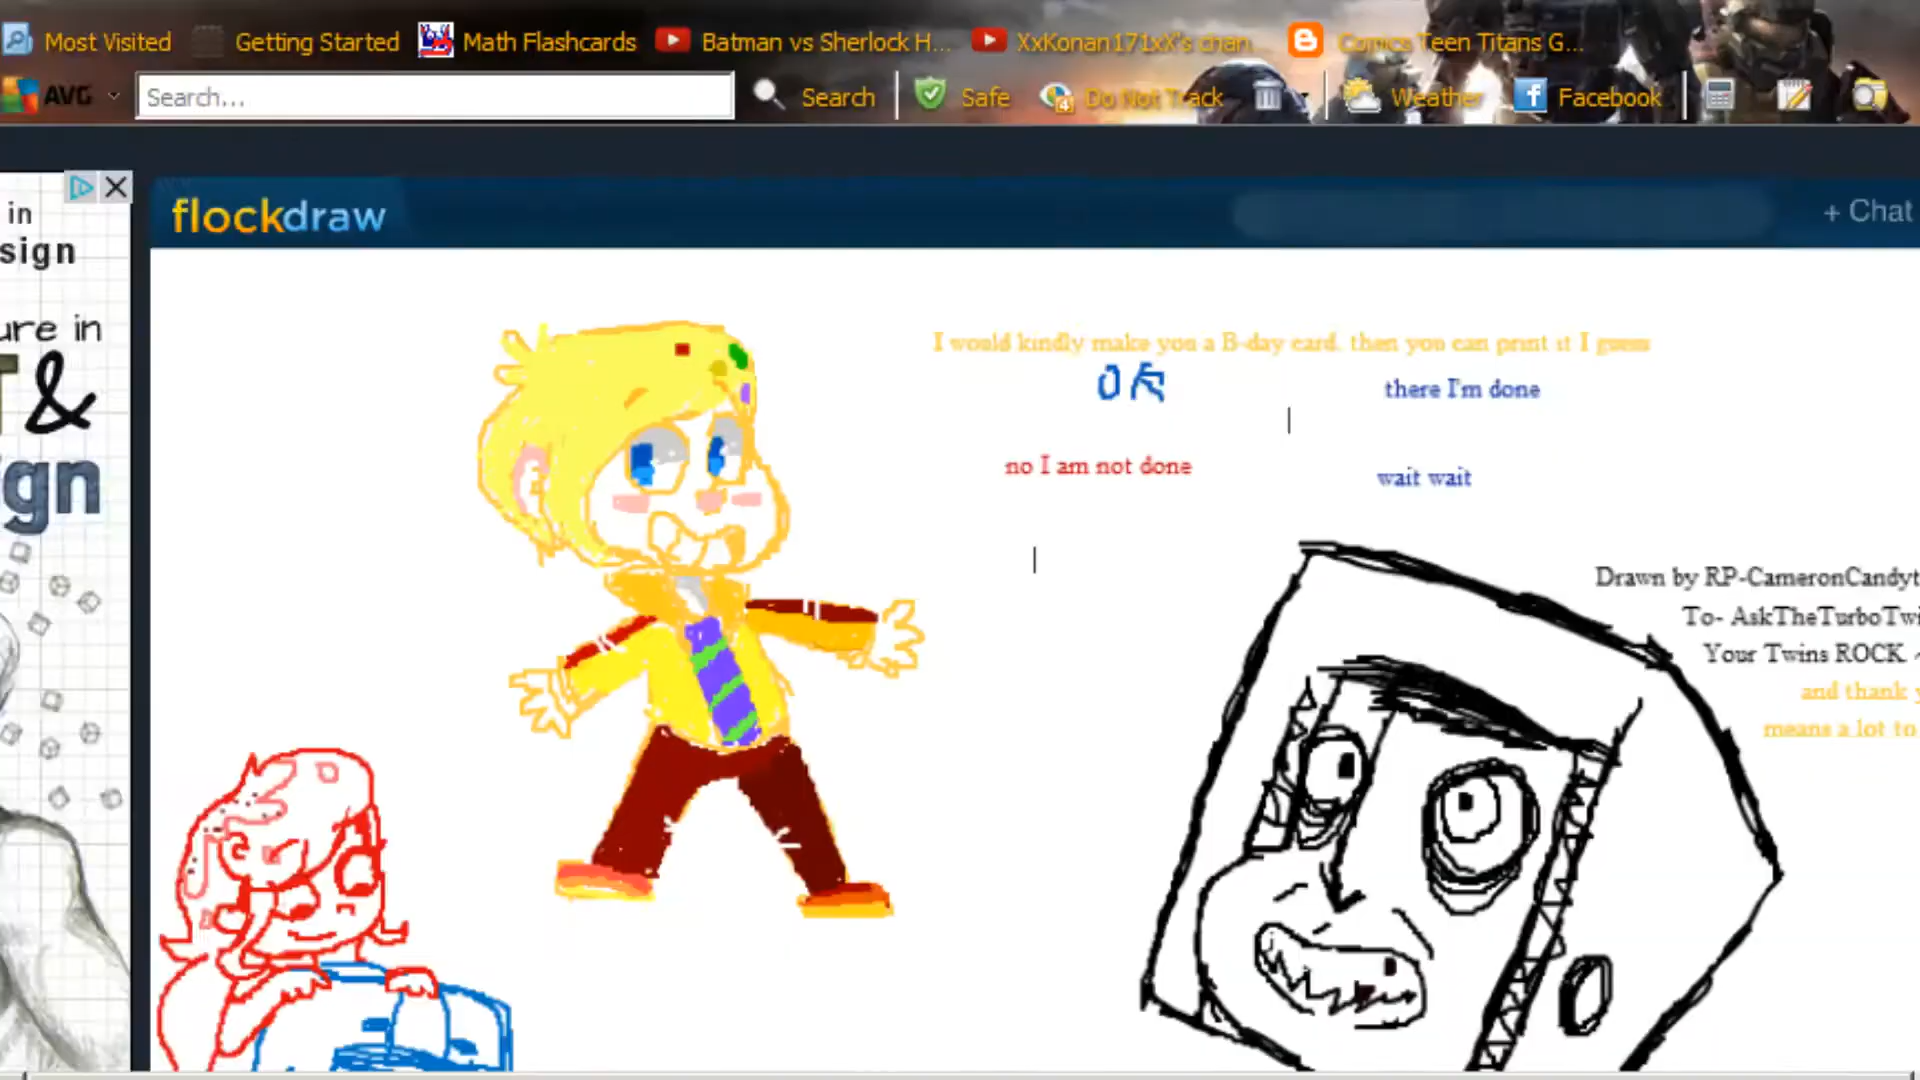 Most Visited
Getting Started
Math Flashcards
Batman vs Sherlock H...
XxKonan171xX's chan...
Comics Teen Titans G...
AVG
Search...
Search
Safe
4
Do Not Track
Weather
Facebook
in
sign
ure in
T &
ign
flockdraw
+ Chat
I would kindly make you a B-day card. then you can print it I guess
OK
there I'm done
no I am not done
wait wait
Drawn by RP-CameronCandyt
To- AskTheTurboTwi
Your Twins ROCK ~
and thank y
means a lot to